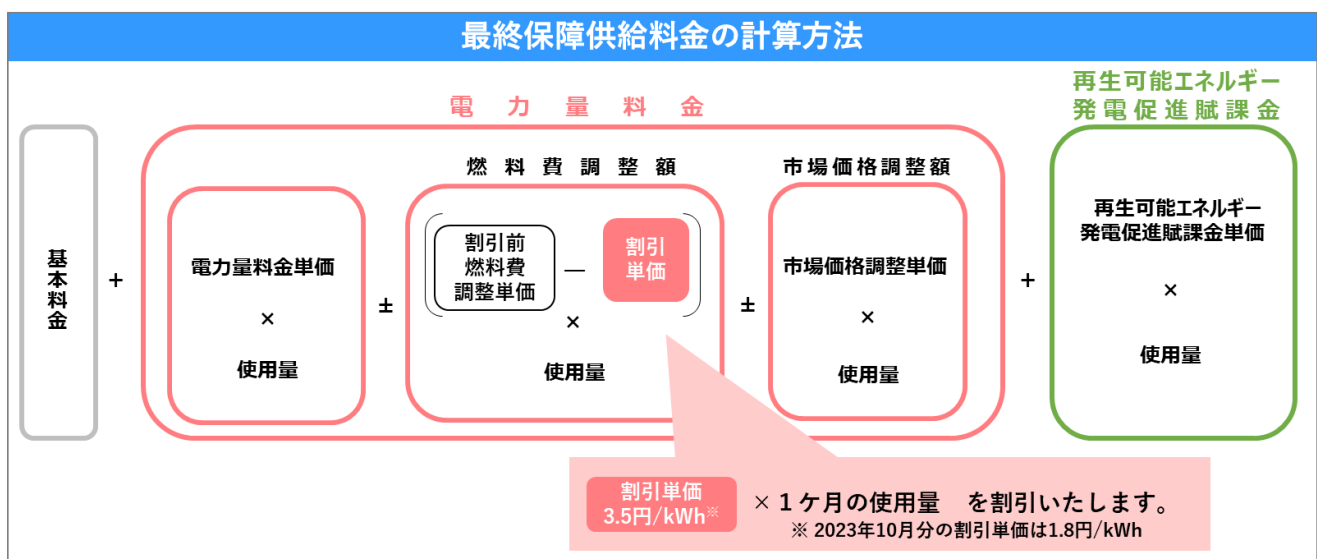 最終保障供給料金の計算方法
基本料金
+
電力量料金
電力量料金単価
×
使用量
±
燃料費調整額
割引前
燃料費
調整単価
―
割引
単価
×
使用量
±
市場価格調整額
市場価格調整単価
×
使用量
+
再生可能エネルギー
発電促進賦課金
再生可能エネルギー
発電促進賦課金単価
×
使用量
割引単価
3.5円/kWh※
×1ケ月の使用量 を割引いたします。
※ 2023年10月分の割引単価は1.8円/kWh